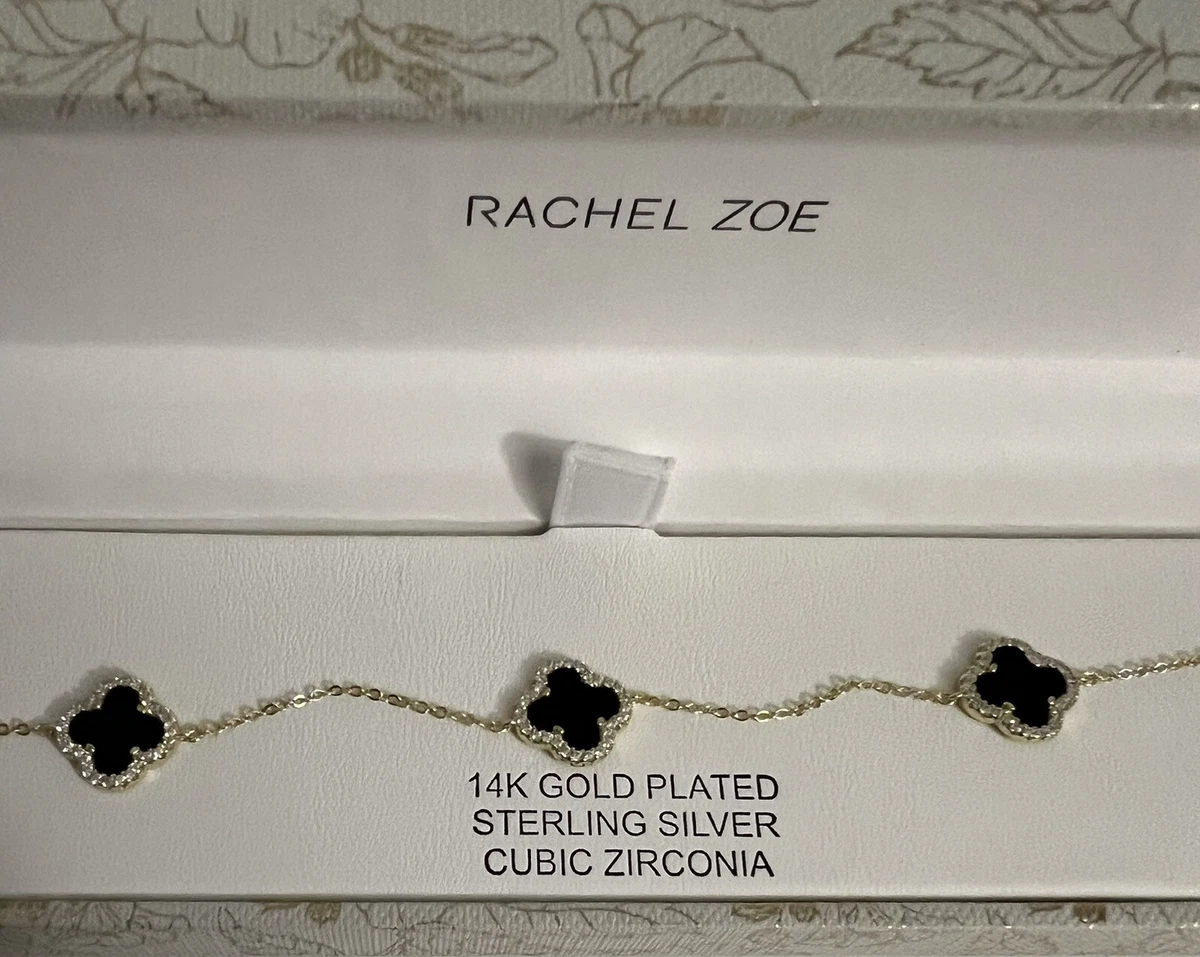 RACHEL ZOE
14K GOLD PLATED
STERLING SILVER
CUBIC ZIRCONIA